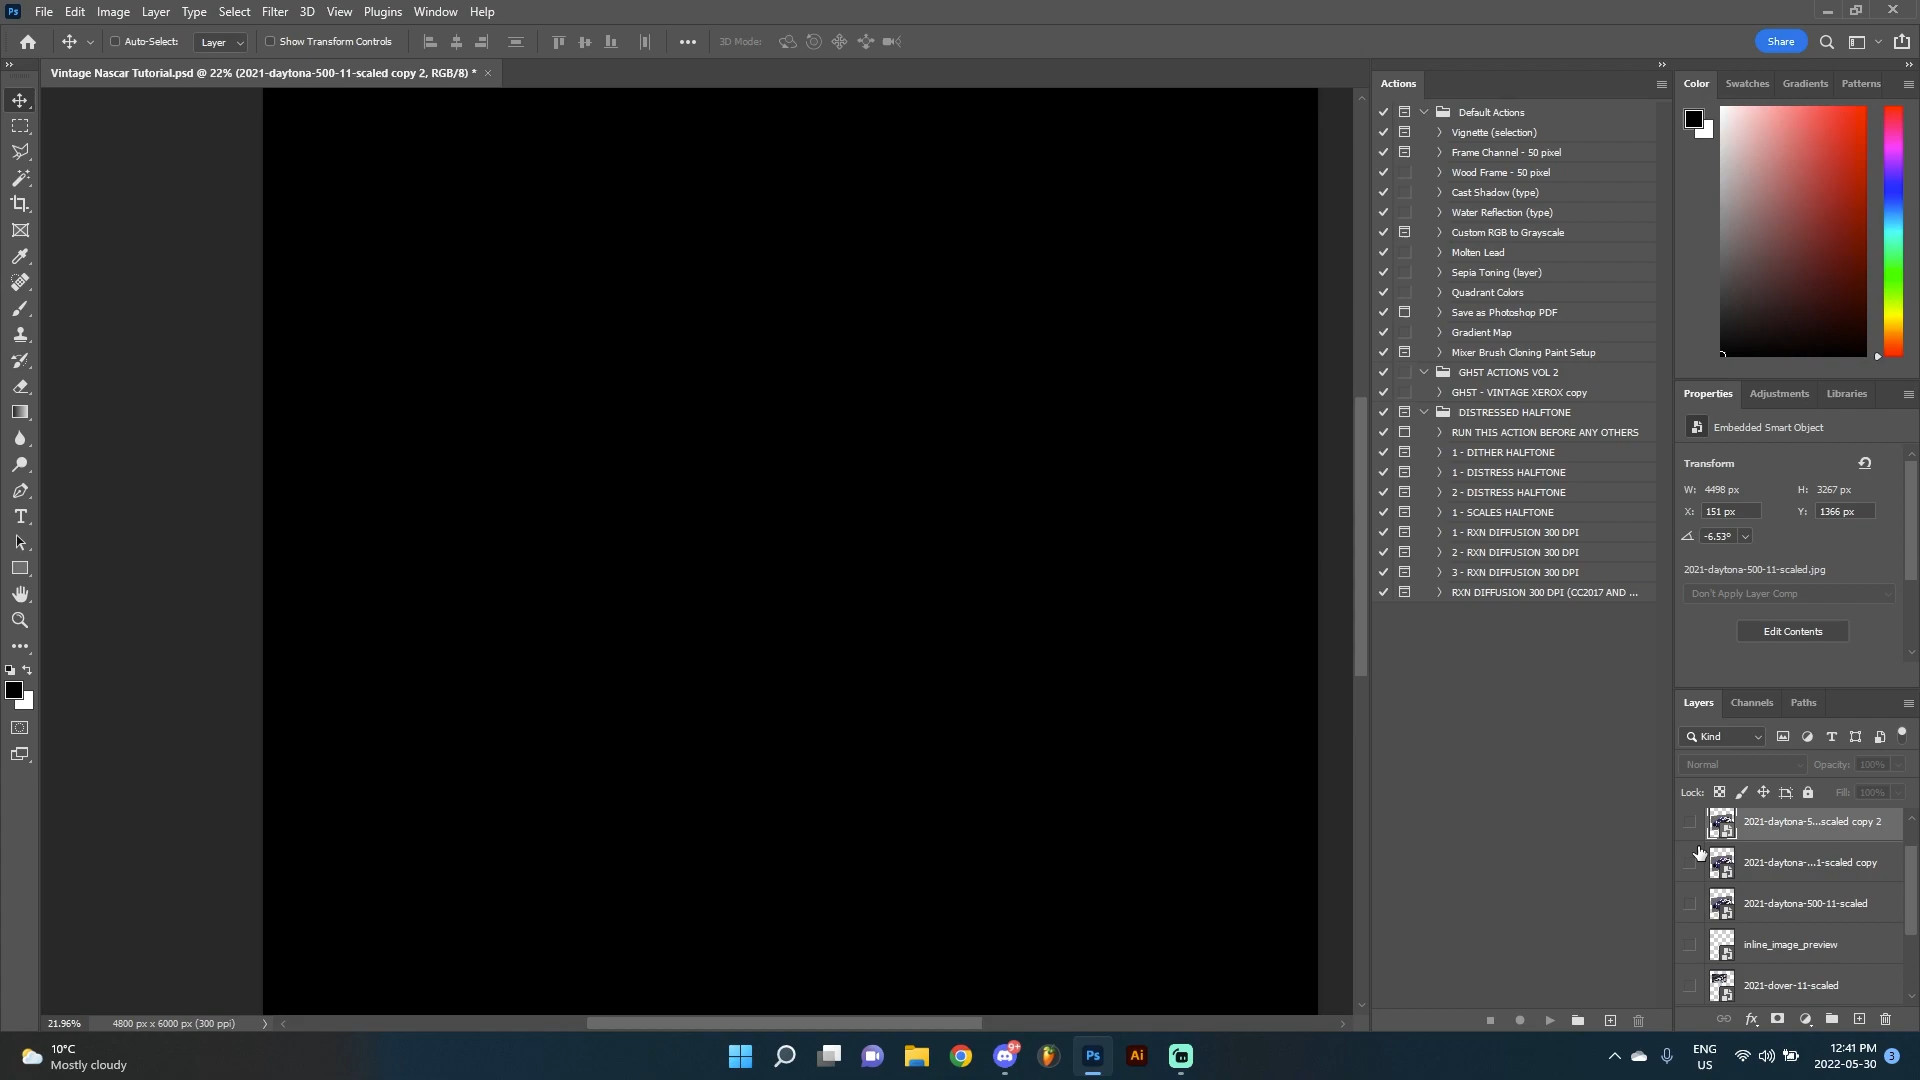 Ps File Edit Image Layer Type Select Filter 3D View Plugins Window Help
Auto-Select: Layer Show Transform Controls 3D Mode: Share
Vintage Nascar Tutorial.psd @ 22% (2021-daytona-500-11-scaled copy 2, RGB/8) *
Actions
Default Actions
Vignette (selection)
Frame Channel - 50 pixel
Wood Frame - 50 pixel
Cast Shadow (type)
Water Reflection (type)
Custom RGB to Grayscale
Molten Lead
Sepia Toning (layer)
Quadrant Colors
Save as Photoshop PDF
Gradient Map
Mixer Brush Cloning Paint Setup
GH5T ACTIONS VOL 2
GH5T - VINTAGE XEROX copy
DISTRESSED HALFTONE
RUN THIS ACTION BEFORE ANY OTHERS
1 - DITHER HALFTONE
1 - DISTRESS HALFTONE
2 - DISTRESS HALFTONE
1 - SCALES HALFTONE
1 - RXN DIFFUSION 300 DPI
2 - RXN DIFFUSION 300 DPI
3 - RXN DIFFUSION 300 DPI
RXN DIFFUSION 300 DPI (CC2017 AND ...
Color Swatches Gradients Patterns
Properties Adjustments Libraries
Embedded Smart Object
Transform
W: 4498 px H: 3267 px
X: 151 px Y: 1366 px
-6.53°
2021-daytona-500-11-scaled.jpg
Don't Apply Layer Comp
Edit Contents
Layers Channels Paths
Kind
Normal Opacity: 100%
Lock: Fill: 100%
2021-daytona-5...scaled copy 2
2021-daytona-...1-scaled copy
2021-daytona-500-11-scaled
inline_image_preview
2021-dover-11-scaled
21.96% 4800 px x 6000 px (300 ppi)
10°C
Mostly cloudy
9+
Ps
Ai
ENG
US
12:41 PM
2022-05-30
3